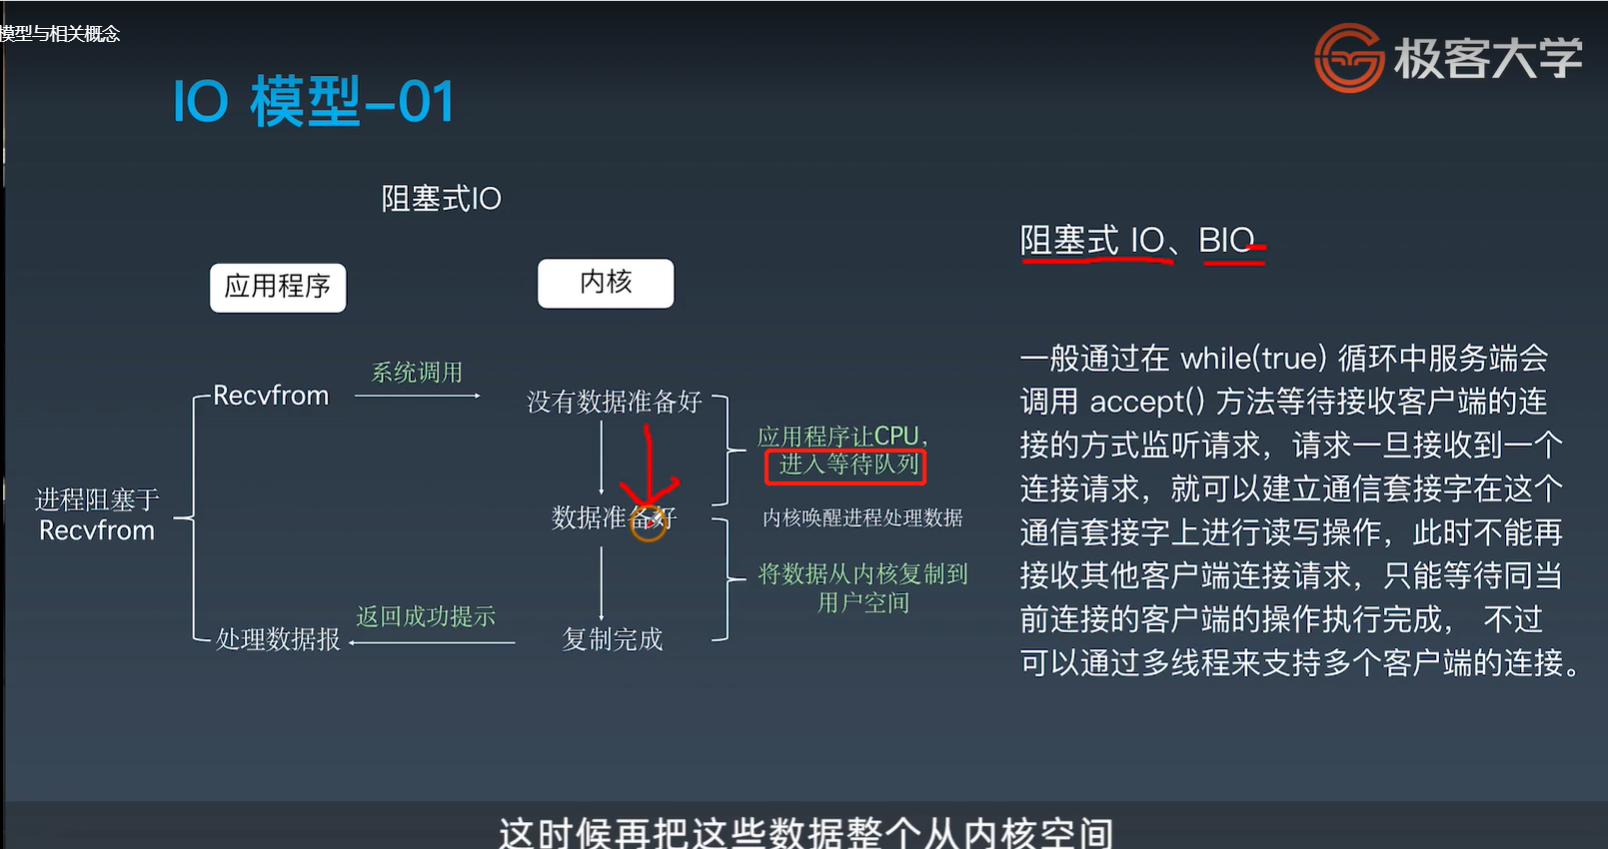 模型与相关概念
极客大学
IO 模型-01
阻塞式IO
阻塞式 IO、BIO
应用程序
内核
系统调用
Recvfrom
没有数据准备好
应用程序让CPU,
进入等待队列
进程阻塞于
Recvfrom
数据准备好
内核唤醒进程处理数据
将数据从内核复制到
用户空间
返回成功提示
处理数据报
复制完成
一般通过在 while(true) 循环中服务端会
调用 accept() 方法等待接收客户端的连
接的方式监听请求，请求一旦接收到一个
连接请求，就可以建立通信套接字在这个
通信套接字上进行读写操作，此时不能再
接收其他客户端连接请求，只能等待同当
前连接的客户端的操作执行完成， 不过
可以通过多线程来支持多个客户端的连接。
这时候再把这些数据整个从内核空间